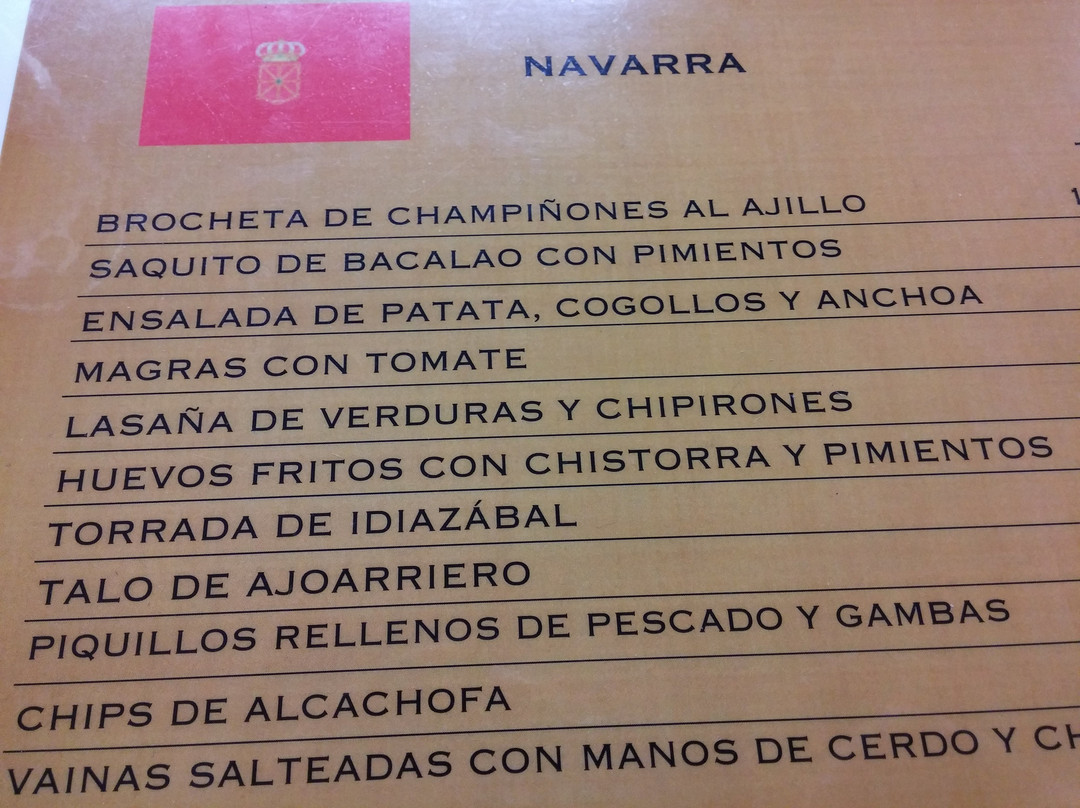 NAVARRA
BROCHETA DE CHAMPIÑONES AL AJILLO
SAQUITO DE BACALAO CON PIMIENTOS
ENSALADA DE PATATA, COGOLLOS Y ANCHOA
MAGRAS CON TOMATE
LASAÑA DE VERDURAS Y CHIPIRONES
HUEVOS FRITOS CON CHISTORRA Y PIMIENTOS
TORRADA DE IDIAZÁBAL
TALO DE AJOARRIERO
PIQUILLOS RELLENOS DE PESCADO Y GAMBAS
CHIPS DE ALCACHOFA
VAINAS SALTEADAS CON MANOS DE CERDO Y